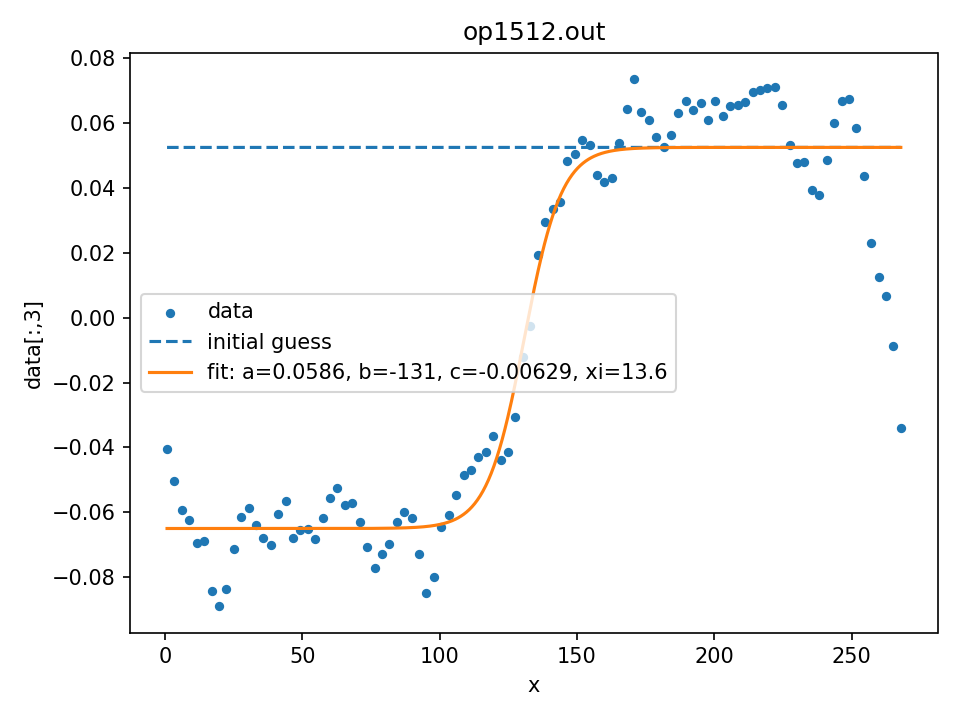 op1512.out
0.08
0.06
0.04
0.02
0.00
−0.02
−0.04
−0.06
−0.08
data[:,3]
data
initial guess
fit: a=0.0586, b=-131, c=-0.00629, xi=13.6
0 50 100 150 200 250
x